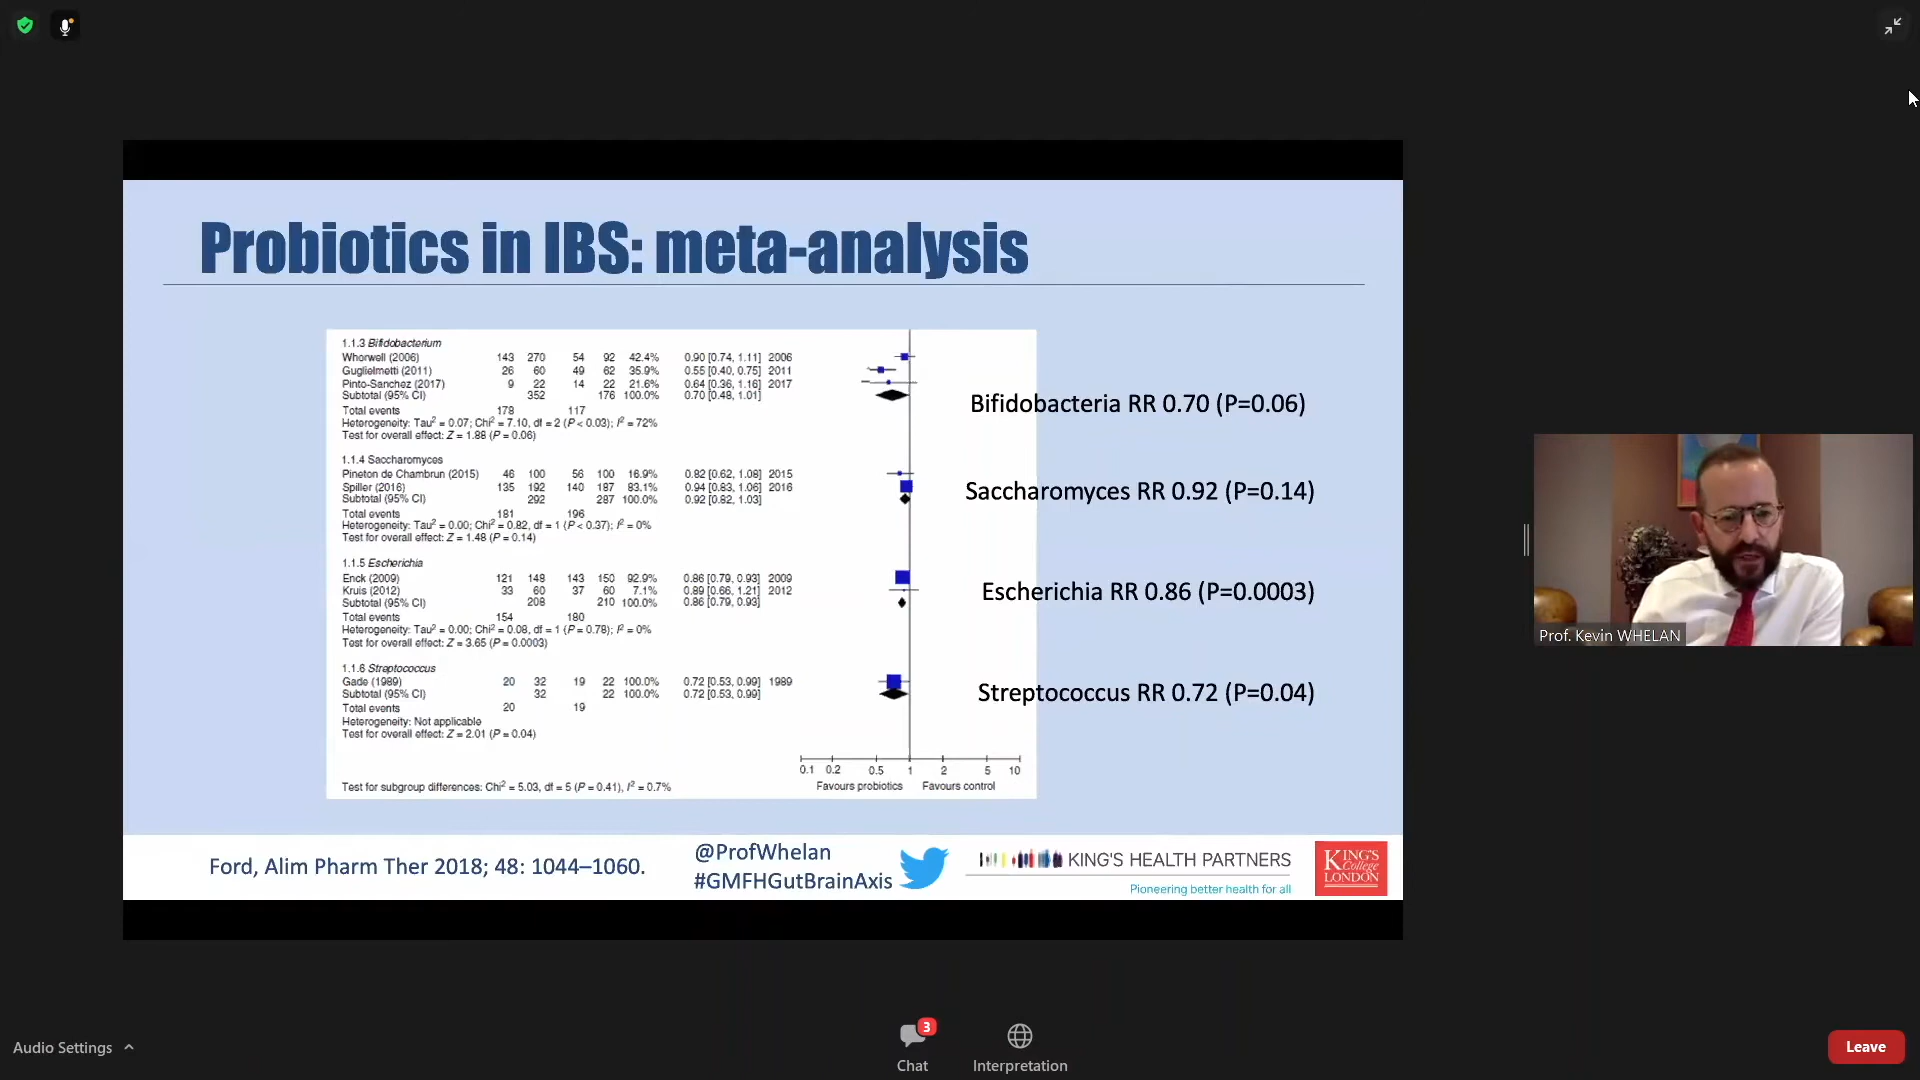 Probiotics in IBS: meta-analysis
1.1.3 Bifidobacterium
Whorwell (2006) 143 270 54 92 42.4% 0.90 [0.74, 1.11] 2006
Guglielmetti (2011) 26 60 49 62 35.9% 0.55 [0.40, 0.75] 2011
Pinto-Sanchez (2017) 9 22 14 22 21.6% 0.64 [0.36, 1.16] 2017
Subtotal (95% CI) 352 176 100.0% 0.70 [0.48, 1.01]
Total events 178 117
Heterogeneity: Tau² = 0.07; Chi² = 7.10, df = 2 (P < 0.03); I² = 72%
Test for overall effect: Z = 1.88 (P = 0.06)
Bifidobacteria RR 0.70 (P=0.06)
1.1.4 Saccharomyces
Pineton de Chambrun (2015) 46 100 56 100 16.9% 0.82 [0.62, 1.08] 2015
Spiller (2016) 135 192 140 187 83.1% 0.94 [0.83, 1.06] 2016
Subtotal (95% CI) 292 287 100.0% 0.92 [0.82, 1.03]
Total events 181 196
Heterogeneity: Tau² = 0.00; Chi² = 0.82, df = 1 (P < 0.37); I² = 0%
Test for overall effect: Z = 1.48 (P = 0.14)
Saccharomyces RR 0.92 (P=0.14)
1.1.5 Escherichia
Enck (2009) 121 148 143 150 92.9% 0.86 [0.79, 0.93] 2009
Kruis (2012) 33 60 37 60 7.1% 0.89 [0.66, 1.21] 2012
Subtotal (95% CI) 208 210 100.0% 0.86 [0.79, 0.93]
Total events 154 180
Heterogeneity: Tau² = 0.00; Chi² = 0.08, df = 1 (P = 0.78); I² = 0%
Test for overall effect: Z = 3.65 (P = 0.0003)
Escherichia RR 0.86 (P=0.0003)
1.1.6 Streptococcus
Gade (1989) 20 32 19 22 100.0% 0.72 [0.53, 0.99] 1989
Subtotal (95% CI) 32 22 100.0% 0.72 [0.53, 0.99]
Total events 20 19
Heterogeneity: Not applicable
Test for overall effect: Z = 2.01 (P = 0.04)
Streptococcus RR 0.72 (P=0.04)
0.1 0.2 0.5 1 2 5 10
Favours probiotics Favours control
Test for subgroup differences: Chi² = 5.03, df = 5 (P = 0.41), I² = 0.7%
Ford, Alim Pharm Ther 2018; 48: 1044–1060.
@ProfWhelan
#GMFHGutBrainAxis
KING'S HEALTH PARTNERS
Pioneering better health for all
KING'S
College
LONDON
Prof. Kevin WHELAN
Audio Settings
3
Chat
Interpretation
Leave